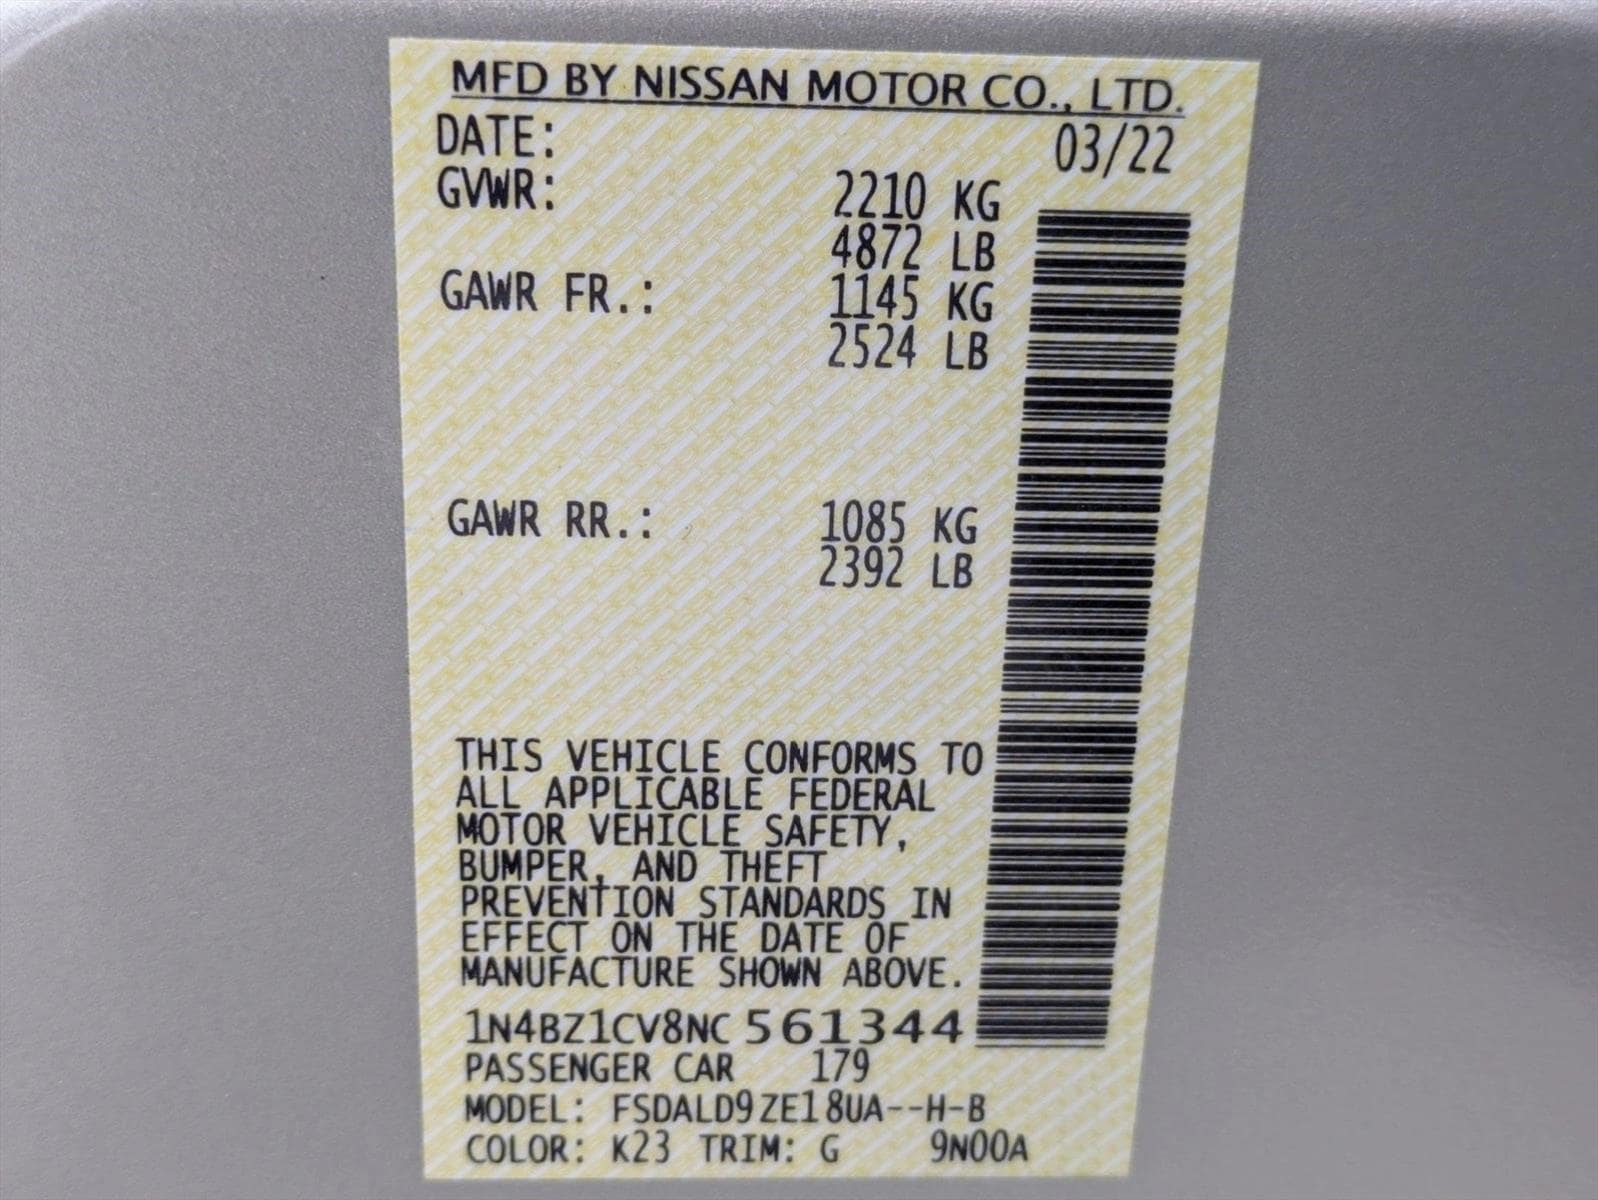 MFD BY NISSAN MOTOR CO., LTD.
DATE: 03/22
GVWR: 2210 KG
4872 LB
GAWR FR.: 1145 KG
2524 LB
GAWR RR.: 1085 KG
2392 LB
THIS VEHICLE CONFORMS TO
ALL APPLICABLE FEDERAL
MOTOR VEHICLE SAFETY,
BUMPER, AND THEFT
PREVENTION STANDARDS IN
EFFECT ON THE DATE OF
MANUFACTURE SHOWN ABOVE.
1N4BZ1CV8NC 561344
PASSENGER CAR 179
MODEL: FSDALD9ZE18UA--H-B
COLOR: K23 TRIM: G 9N00A